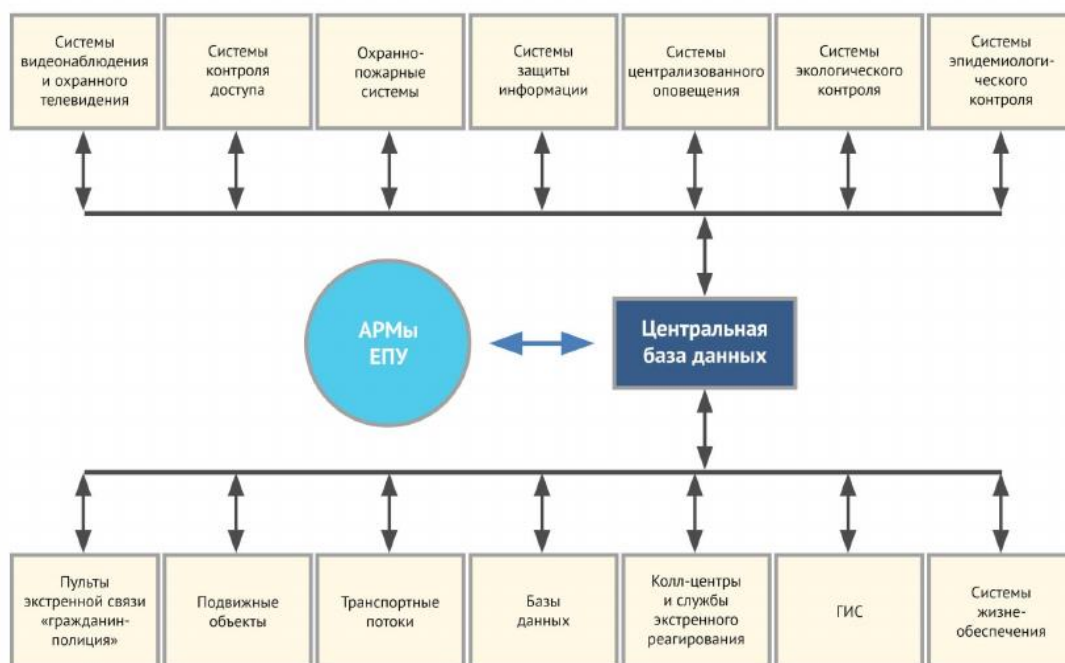 Системы
видеонаблюдения
и охранного
телевидения
Системы
контроля
доступа
Охранно-
пожарные
системы
Системы
защиты
информации
Системы
централизованного
оповещения
Системы
экологического
контроля
Системы
эпидемиологи-
ческого
контроля
АРМы
ЕПУ
Центральная
база данных
Пульты
экстренной связи
«гражданин-
полиция»
Подвижные
объекты
Транспортные
потоки
Базы
данных
Колл-центры
и службы
экстренного
реагирования
ГИС
Системы
жизне-
обеспечения